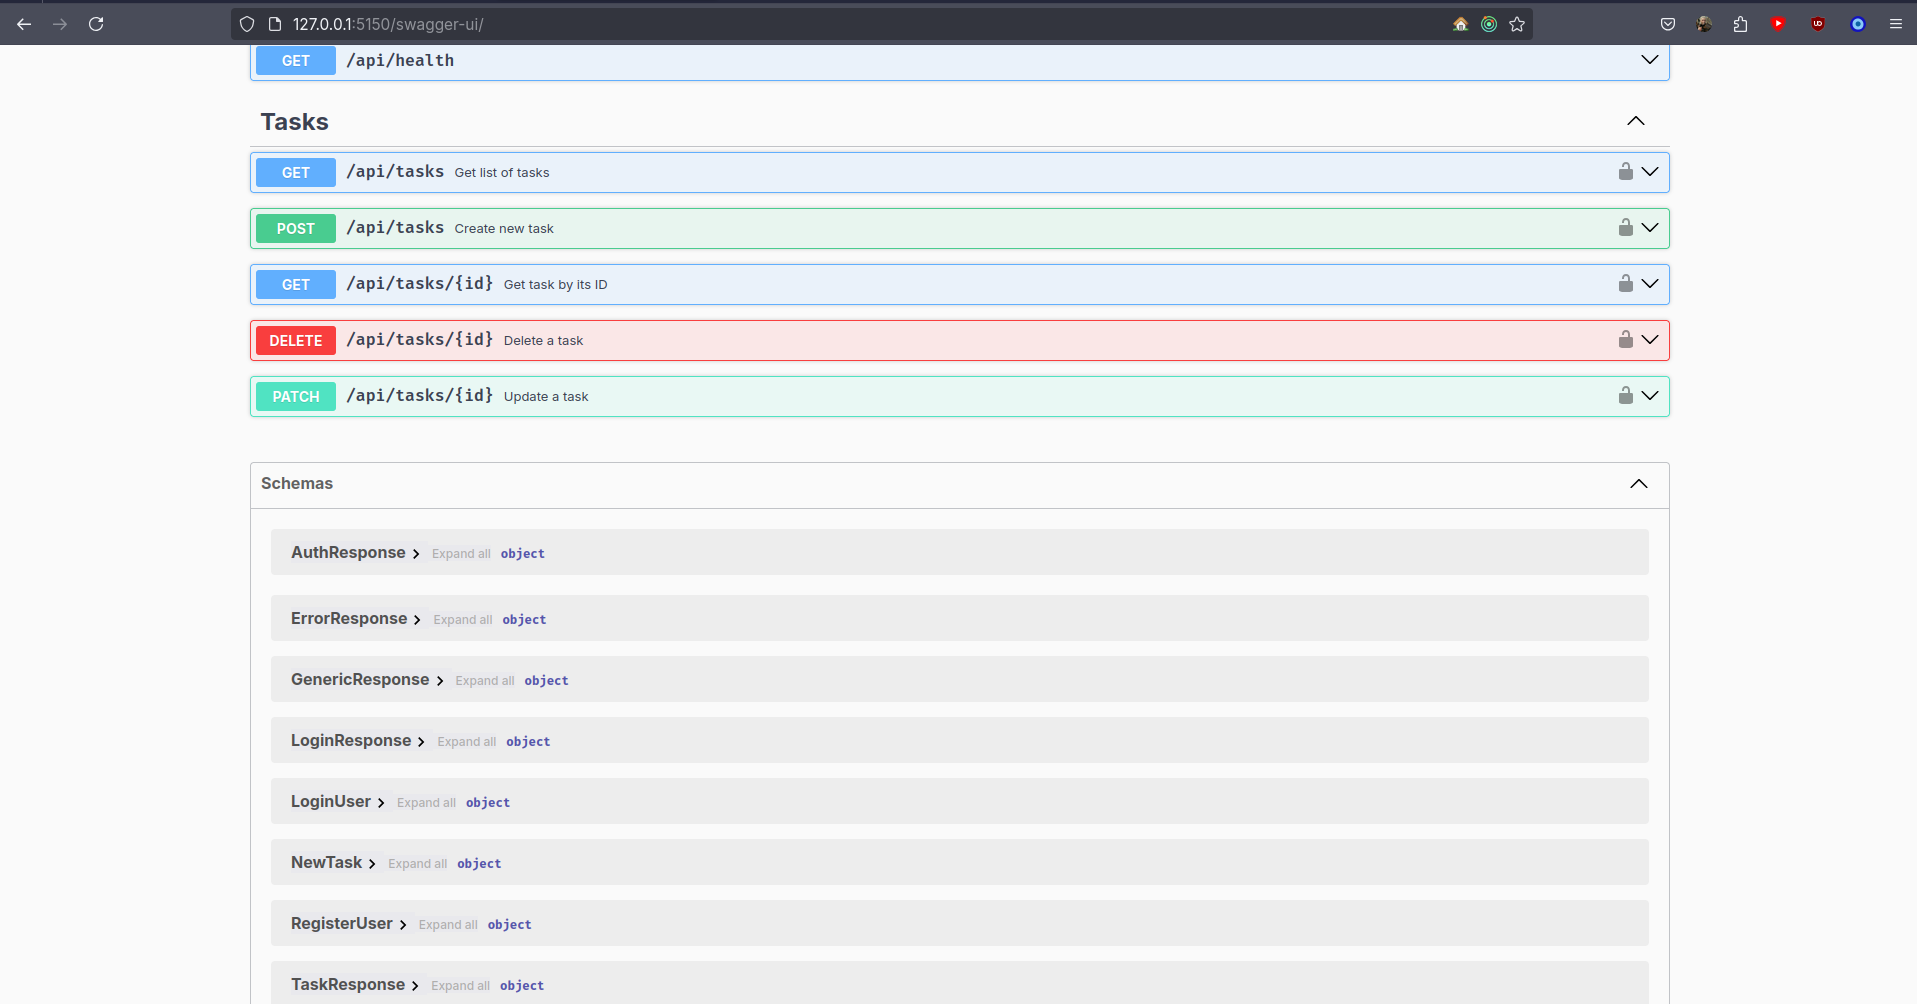 127.0.0.1:5150/swagger-ui/
GET /api/health
Tasks
GET /api/tasks Get list of tasks
POST /api/tasks Create new task
GET /api/tasks/{id} Get task by its ID
DELETE /api/tasks/{id} Delete a task
PATCH /api/tasks/{id} Update a task
Schemas
AuthResponse Expand all object
ErrorResponse Expand all object
GenericResponse Expand all object
LoginResponse Expand all object
LoginUser Expand all object
NewTask Expand all object
RegisterUser Expand all object
TaskResponse Expand all object